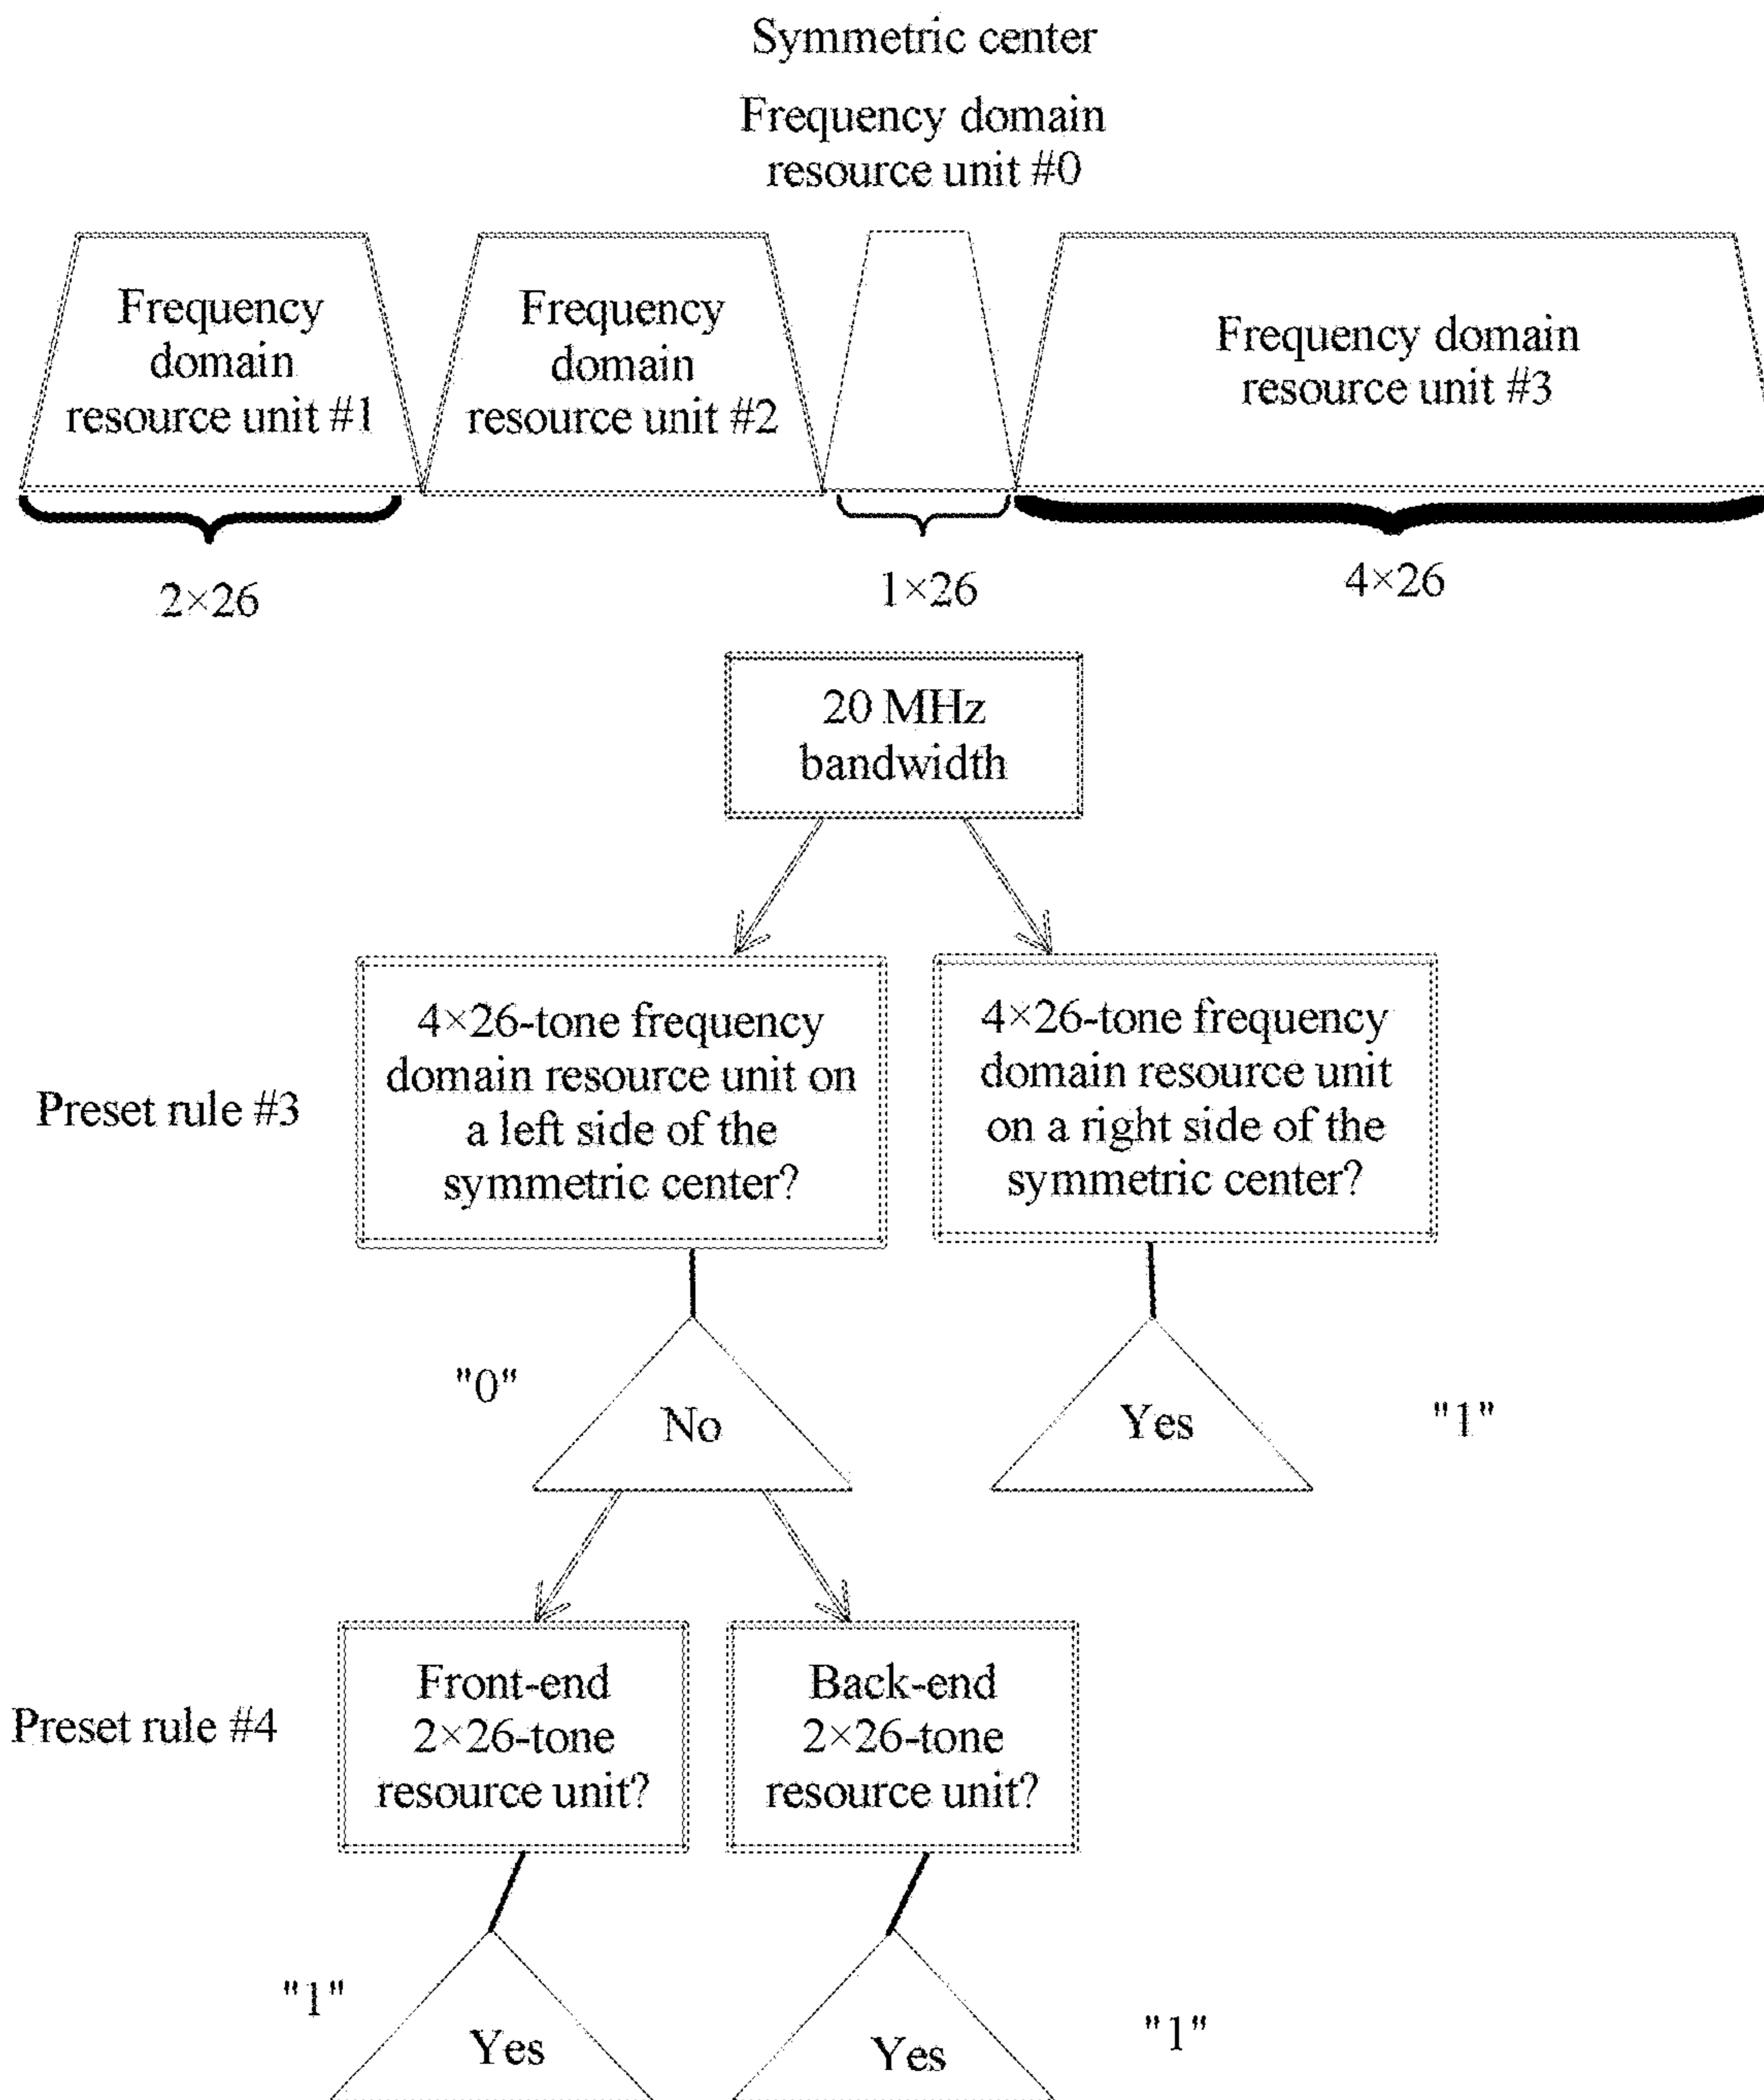 Symmetric center
Frequency domain
resource unit #0
Frequency
domain
resource unit #1
Frequency
domain
resource unit #2
Frequency domain
resource unit #3
2×26
1×26
4×26
20 MHz
bandwidth
Preset rule #3
4×26-tone frequency
domain resource unit on
a left side of the
symmetric center?
4×26-tone frequency
domain resource unit
on a right side of the
symmetric center?
"0"
No
Yes
"1"
Preset rule #4
Front-end
2×26-tone
resource unit?
Back-end
2×26-tone
resource unit?
"1"
Yes
Yes
"1"